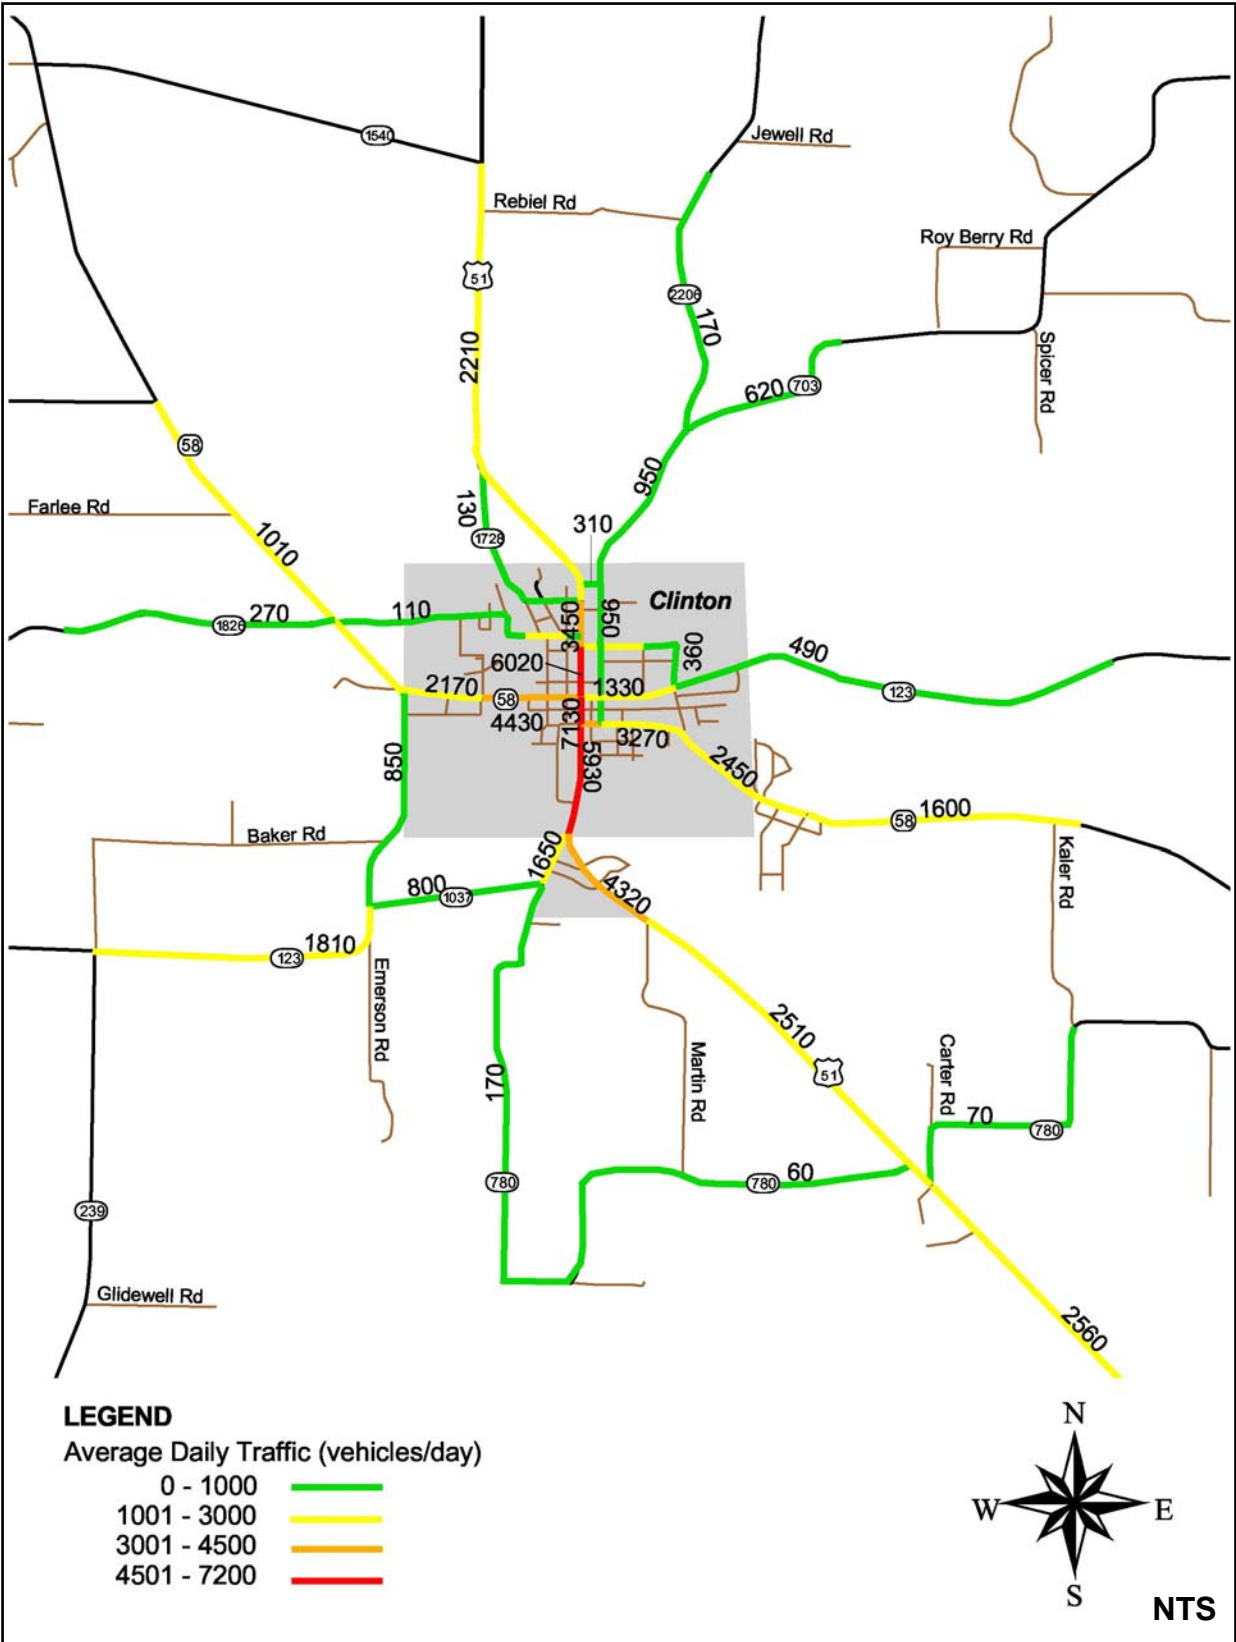 1540
Jewell Rd
Rebiel Rd
Roy Berry Rd
51
2206
170
2210
Spicer Rd
620
703
58
950
Farlee Rd
130
310
1728
1010
Clinton
270
110
1826
3450
950
360
490
6020
2170
58
1330
123
4430
7130
3270
850
5930
2450
58
1600
Baker Rd
1650
Kaler Rd
800
1037
4320
1810
123
Emerson Rd
2510
170
Martin Rd
51
Carter Rd
70
780
780
780
60
239
Glidewell Rd
2560
LEGEND
Average Daily Traffic (vehicles/day)
0 - 1000
1001 - 3000
3001 - 4500
4501 - 7200
N
W
E
S
NTS